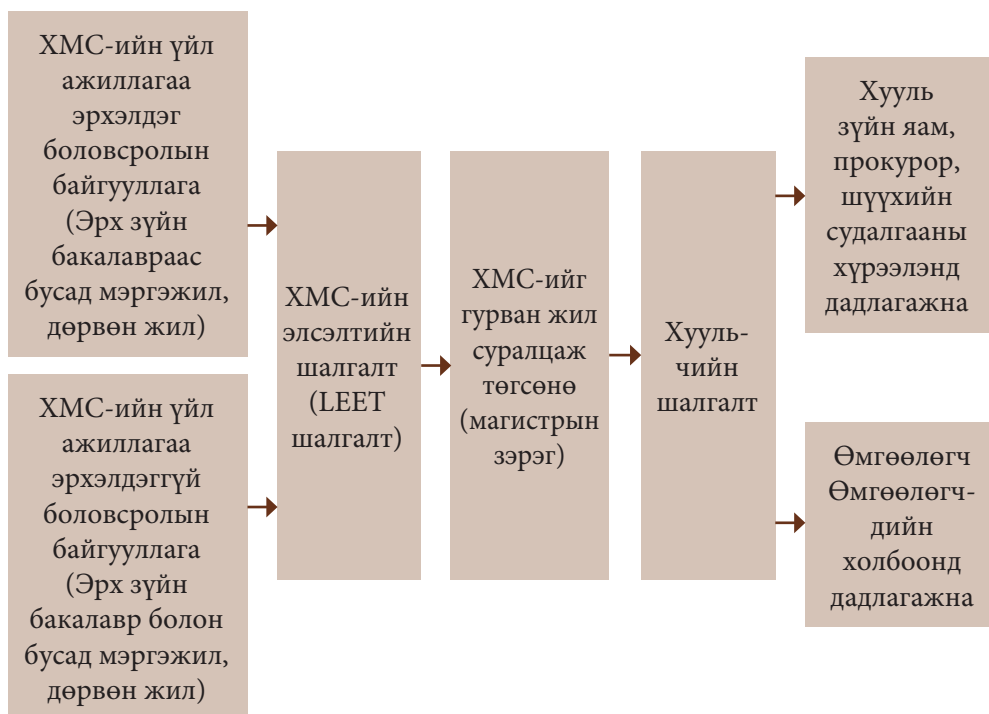 ХМС-ийн үйл
ажиллагаа
эрхэлдэг
боловсролын
байгууллага
(Эрх зүйн
бакалавраас
бусад мэргэжил,
дөрвөн жил)
ХМС-ийн үйл
ажиллагаа
эрхэлдэггүй
боловсролын
байгууллага
(Эрх зүйн
бакалавр болон
бусад мэргэжил,
дөрвөн жил)
ХМС-ийн
элсэлтийн
шалгалт
(LEET
шалгалт)
ХМС-ийг
гурван жил
суралцаж
төгсөнө
(магистрын
зэрэг)
Хууль-
чийн
шалгалт
Хууль
зүйн яам,
прокурор,
шүүхийн
судалгааны
хүрээлэнд
дадлагажна
Өмгөөлөгч
Өмгөөлөгч-
дийн
холбоонд
дадлагажна